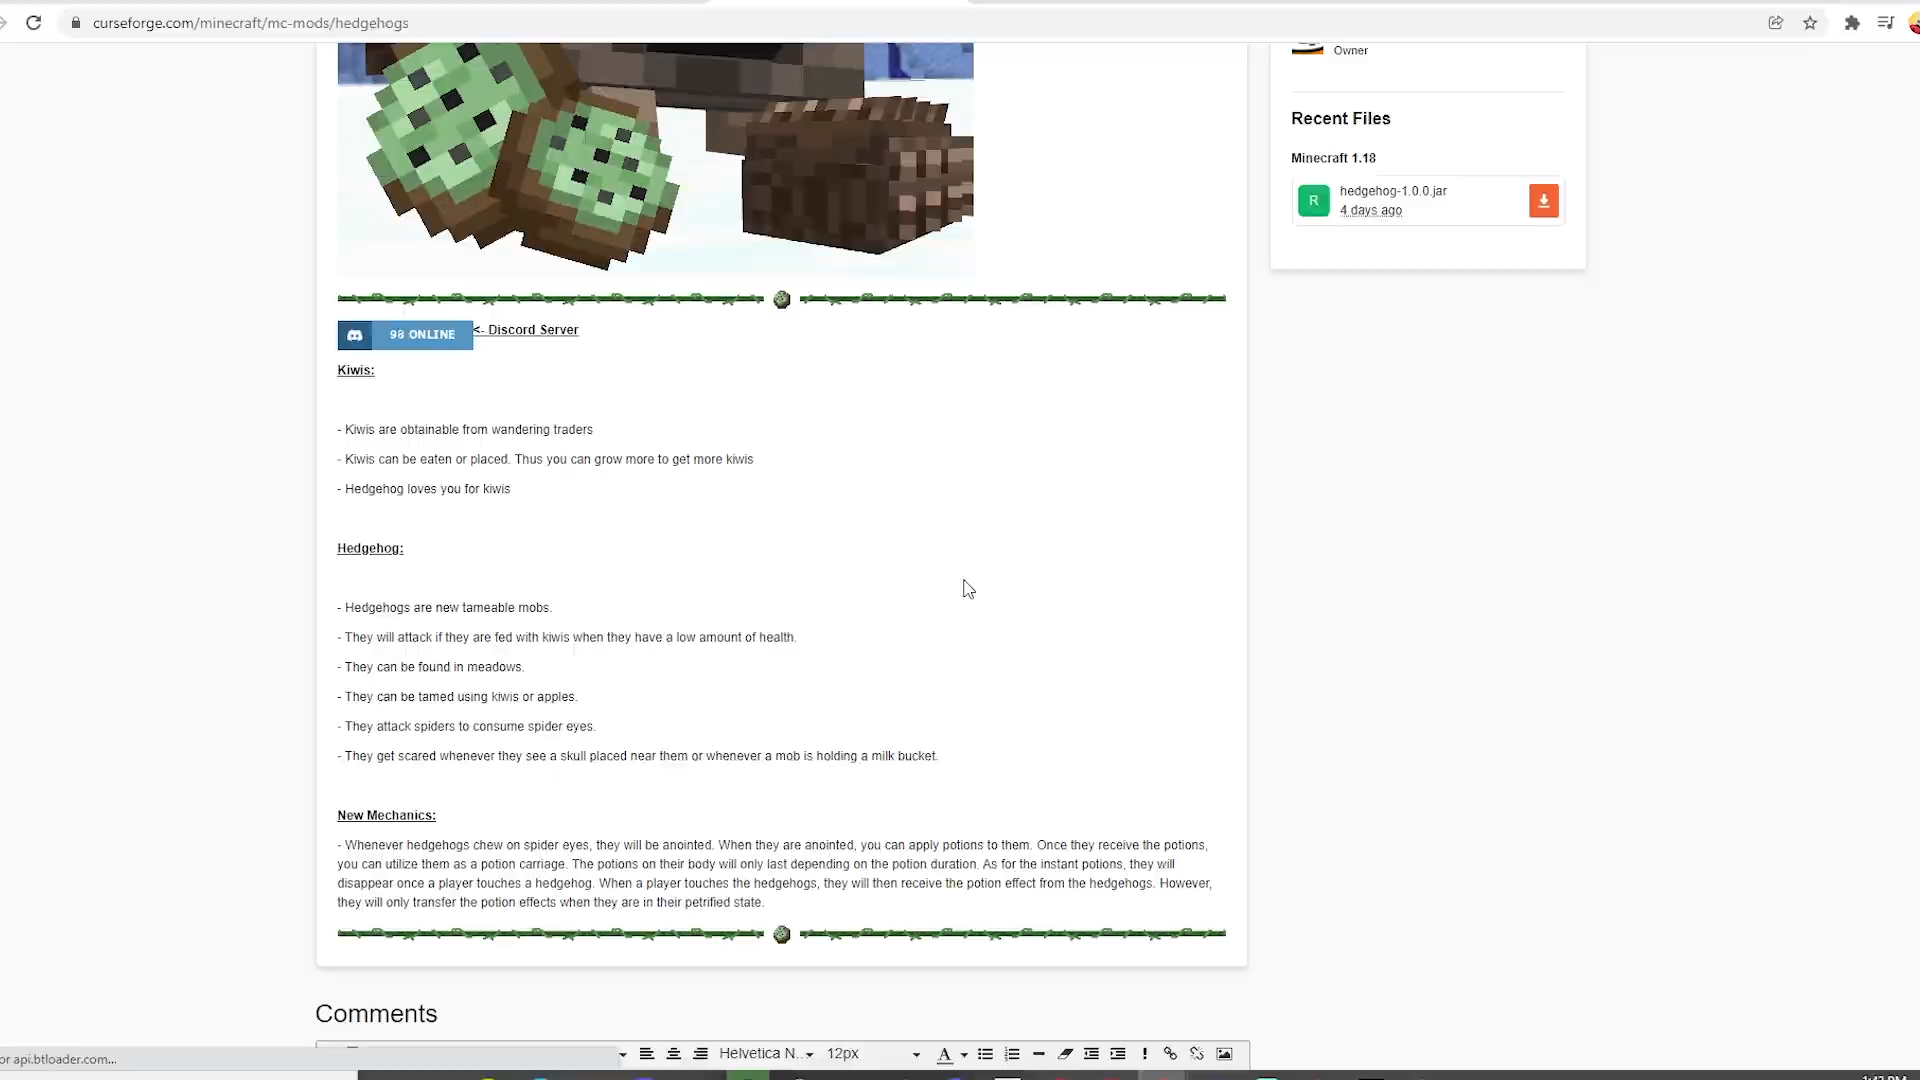 curseforge.com/minecraft/mc-mods/hedgehogs
Owner
Recent Files
Minecraft 1.18
R
hedgehog-1.0.0.jar
4 days ago
98 ONLINE
<- Discord Server
Kiwis:
- Kiwis are obtainable from wandering traders
- Kiwis can be eaten or placed. Thus you can grow more to get more kiwis
- Hedgehog loves you for kiwis
Hedgehog:
- Hedgehogs are new tameable mobs.
- They will attack if they are fed with kiwis when they have a low amount of health.
- They can be found in meadows.
- They can be tamed using kiwis or apples.
- They attack spiders to consume spider eyes.
- They get scared whenever they see a skull placed near them or whenever a mob is holding a milk bucket.
New Mechanics:
- Whenever hedgehogs chew on spider eyes, they will be anointed. When they are anointed, you can apply potions to them. Once they receive the potions,
you can utilize them as a potion carriage. The potions on their body will only last depending on the potion duration. As for the instant potions, they will
disappear once a player touches a hedgehog. When a player touches the hedgehogs, they will then receive the potion effect from the hedgehogs. However,
they will only transfer the potion effects when they are in their petrified state.
Comments
Helvetica N... 12px A
or api.btloader.com...